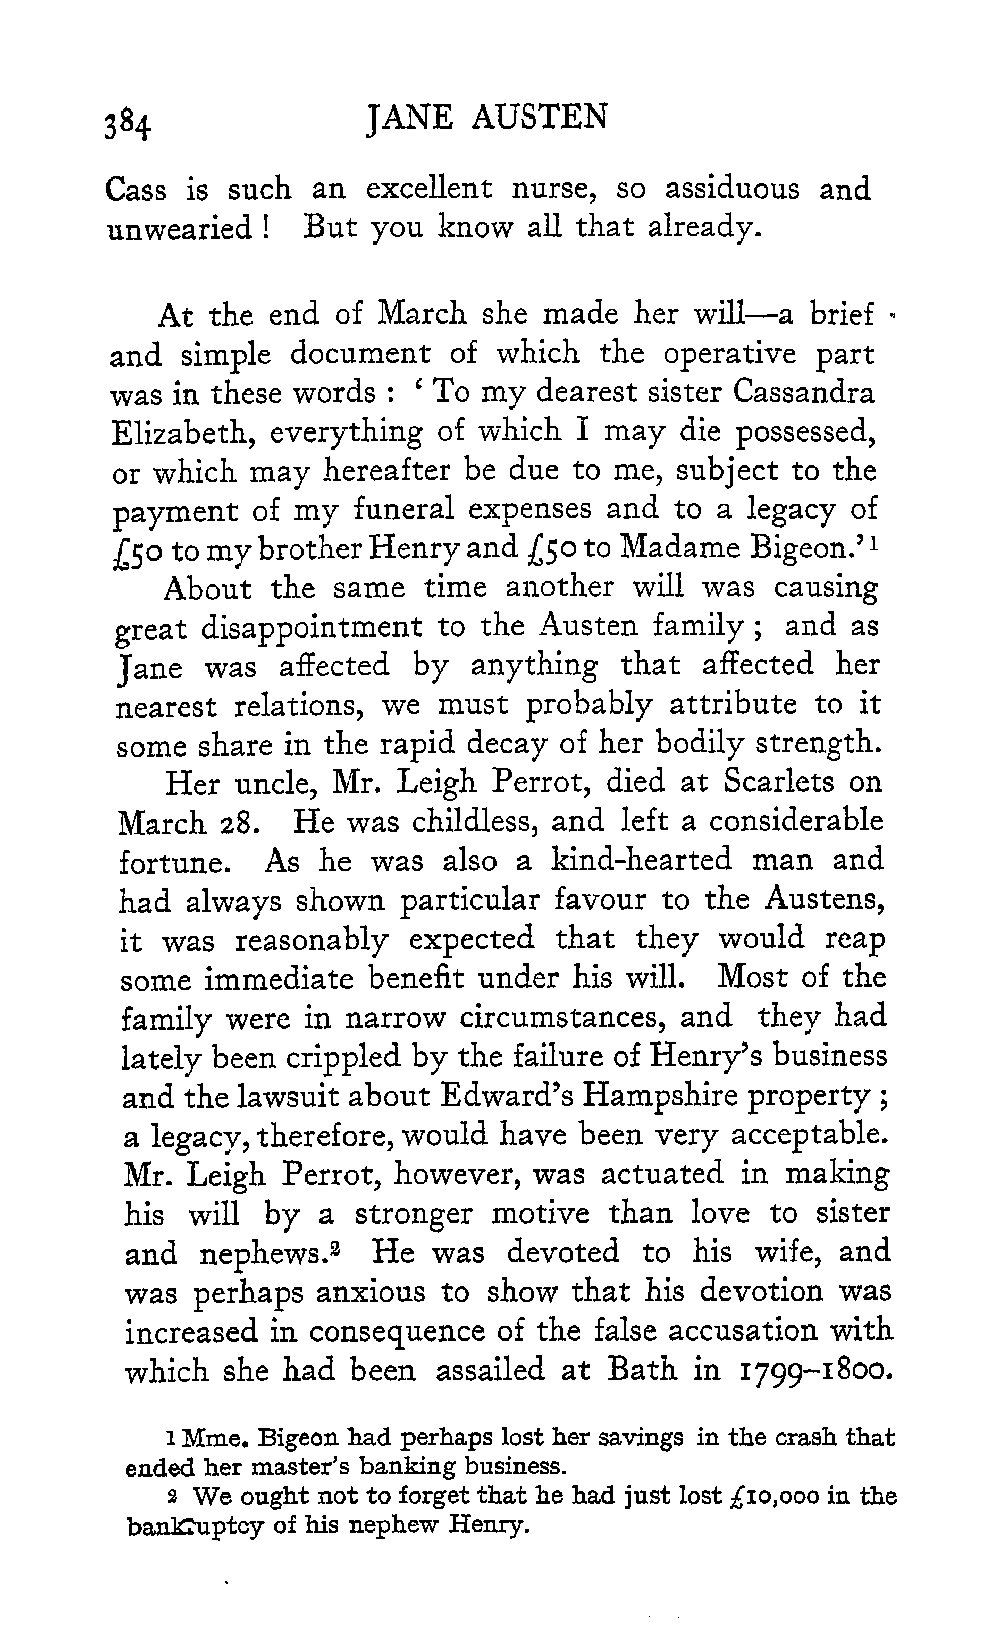 384 JANE AUSTEN
Cass is such an excellent nurse, so assiduous and
unwearied ! But you know all that already.
At the end of March she made her will—a brief
and simple document of which the operative part
was in these words : ‘ To my dearest sister Cassandra
Elizabeth, everything of which I may die possessed,
or which may hereafter be due to me, subject to the
payment of my funeral expenses and to a legacy of
£50 to my brother Henry and £50 to Madame Bigeon.’ 1
About the same time another will was causing
great disappointment to the Austen family ; and as
Jane was affected by anything that affected her
nearest relations, we must probably attribute to it
some share in the rapid decay of her bodily strength.
Her uncle, Mr. Leigh Perrot, died at Scarlets on
March 28. He was childless, and left a considerable
fortune. As he was also a kind-hearted man and
had always shown particular favour to the Austens,
it was reasonably expected that they would reap
some immediate benefit under his will. Most of the
family were in narrow circumstances, and they had
lately been crippled by the failure of Henry’s business
and the lawsuit about Edward’s Hampshire property ;
a legacy, therefore, would have been very acceptable.
Mr. Leigh Perrot, however, was actuated in making
his will by a stronger motive than love to sister
and nephews.2 He was devoted to his wife, and
was perhaps anxious to show that his devotion was
increased in consequence of the false accusation with
which she had been assailed at Bath in 1799–1800.
1 Mme. Bigeon had perhaps lost her savings in the crash that
ended her master’s banking business.
2 We ought not to forget that he had just lost £10,000 in the
bankruptcy of his nephew Henry.